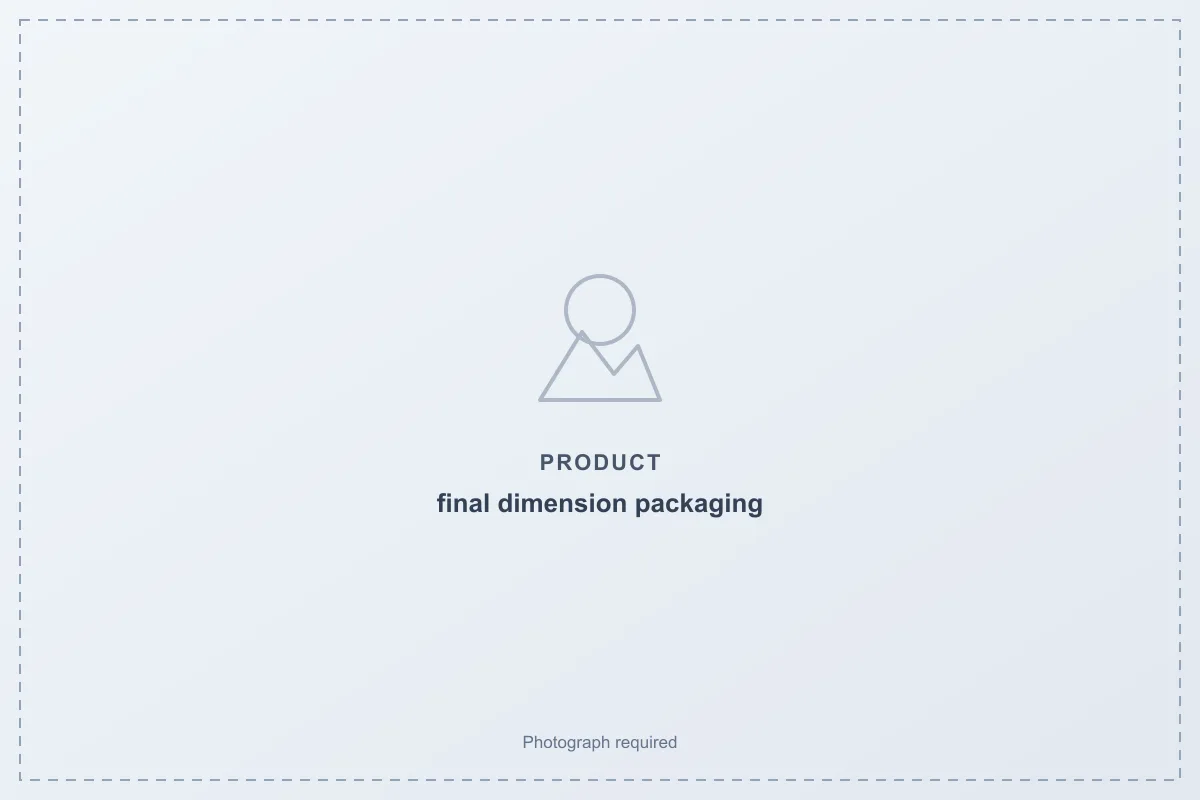 PRODUCT
final dimension packaging
Photograph required